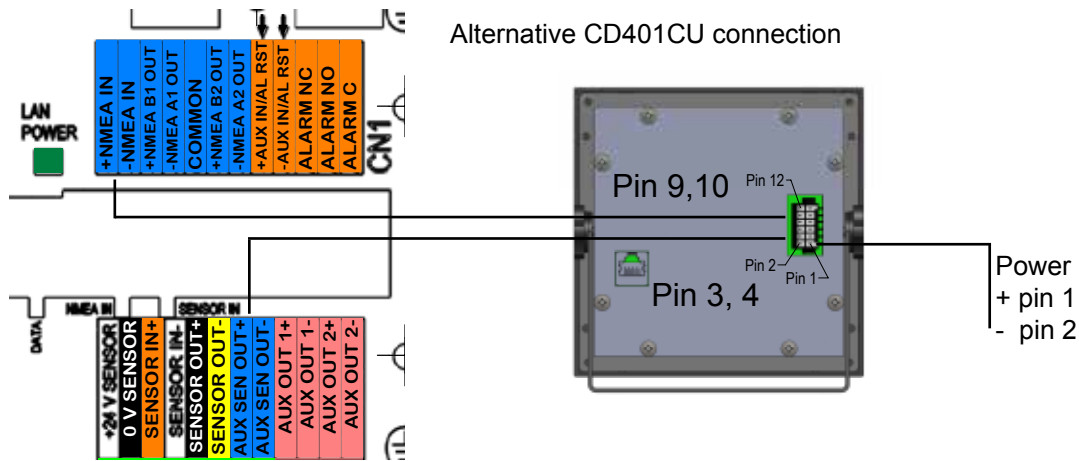 Alternative CD401CU connection
+NMEA IN
-NMEA IN
+NMEA B1 OUT
-NMEA A1 OUT
COMMON
+NMEA B2 OUT
-NMEA A2 OUT
+AUX IN/AL RST
-AUX IN/AL RST
ALARM NC
ALARM NO
ALARM C
CN1
LAN
POWER
Pin 9,10
Pin 12
Pin 2
Pin 1
Pin 3, 4
Power
+ pin 1
- pin 2
DATA
NMEA IN
SENSOR IN
+24 V SENSOR
0 V SENSOR
SENSOR IN+
SENSOR IN-
SENSOR OUT+
SENSOR OUT-
AUX SEN OUT+
AUX SEN OUT-
AUX OUT 1+
AUX OUT 1-
AUX OUT 2+
AUX OUT 2-